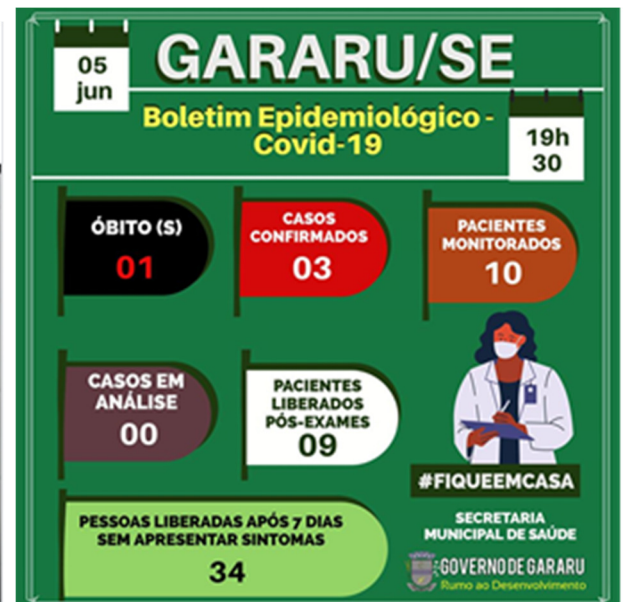 05
jun
GARARU/SE
Boletim Epidemiológico -
Covid-19
19h
30
ÓBITO (S)
01
CASOS
CONFIRMADOS
03
PACIENTES
MONITORADOS
10
CASOS EM
ANÁLISE
00
PACIENTES
LIBERADOS
PÓS-EXAMES
09
#FIQUEEMCASA
PESSOAS LIBERADAS APÓS 7 DIAS
SEM APRESENTAR SINTOMAS
34
SECRETARIA
MUNICIPAL DE SAÚDE
GOVERNO DE GARARU
Rumo ao Desenvolvimento